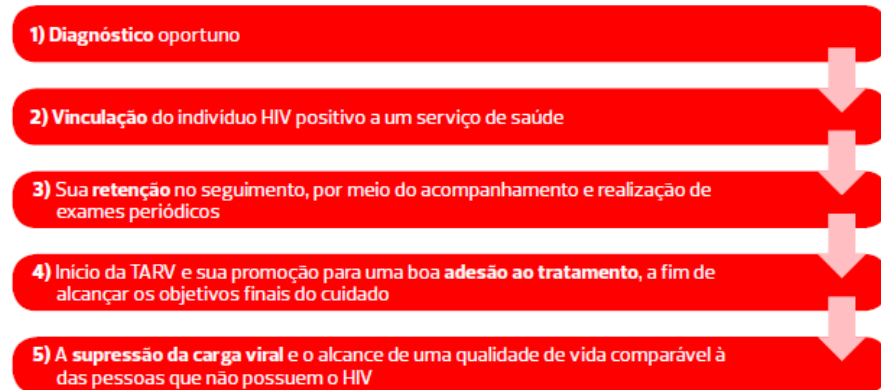 1) Diagnóstico oportuno
2) Vinculação do indivíduo HIV positivo a um serviço de saúde
3) Sua retenção no seguimento, por meio do acompanhamento e realização de
exames periódicos
4) Início da TARV e sua promoção para uma boa adesão ao tratamento, a fim de
alcançar os objetivos finais do cuidado
5) A supressão da carga viral e o alcance de uma qualidade de vida comparável à
das pessoas que não possuem o HIV